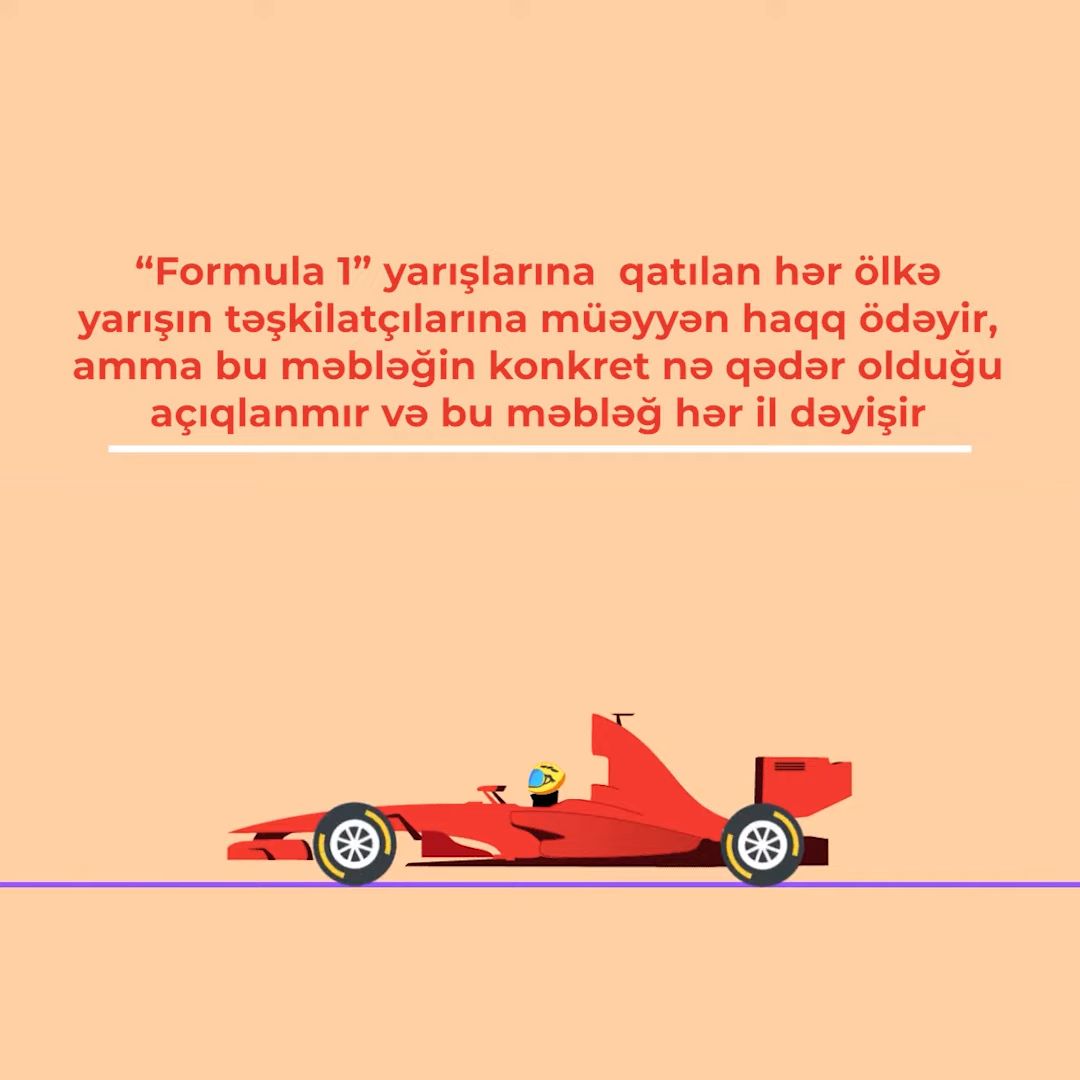 “Formula 1” yarışlarına qatılan hər ölkə
yarışın təşkilatçılarına müəyyən haqq ödəyir,
amma bu məbləğin konkret nə qədər olduğu
açıqlanmır və bu məbləğ hər il dəyişir